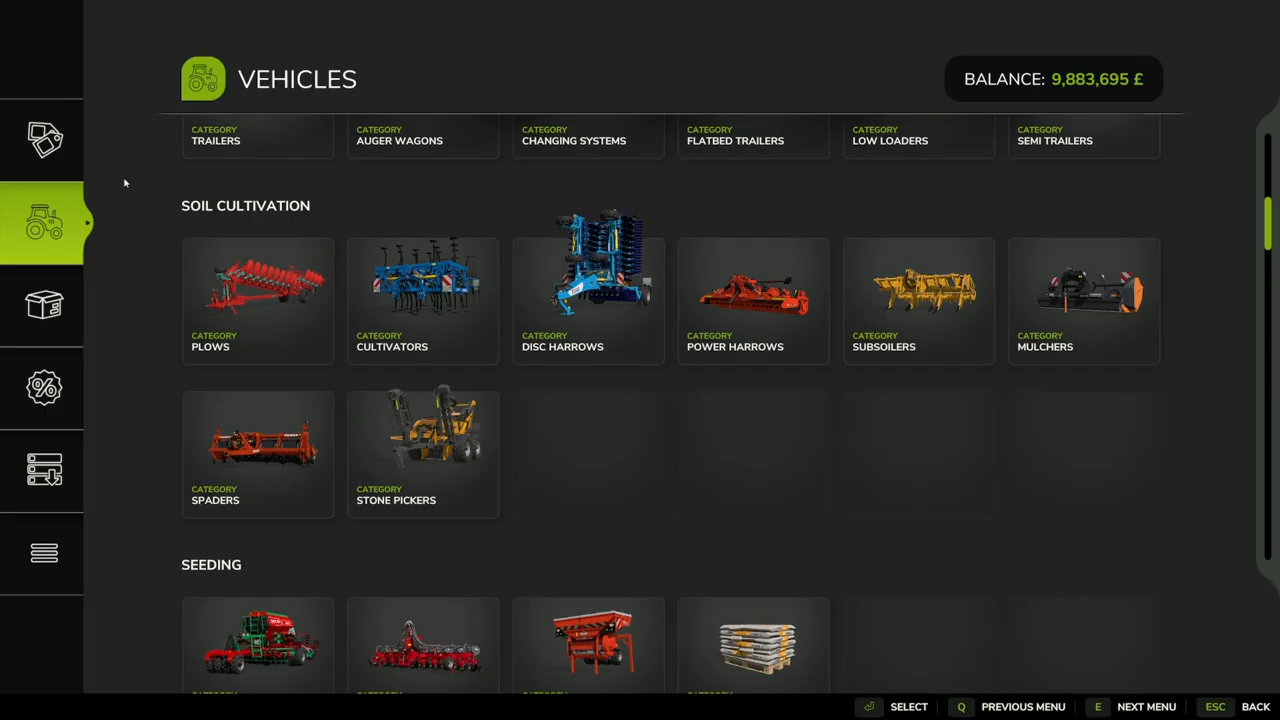 VEHICLES
BALANCE: 9,883,695 £
CATEGORY
TRAILERS
CATEGORY
AUGER WAGONS
CATEGORY
CHANGING SYSTEMS
CATEGORY
FLATBED TRAILERS
CATEGORY
LOW LOADERS
CATEGORY
SEMI TRAILERS
SOIL CULTIVATION
CATEGORY
PLOWS
CATEGORY
CULTIVATORS
CATEGORY
DISC HARROWS
CATEGORY
POWER HARROWS
CATEGORY
SUBSOILERS
CATEGORY
MULCHERS
CATEGORY
SPADERS
CATEGORY
STONE PICKERS
SEEDING
SELECT
Q PREVIOUS MENU
E NEXT MENU
ESC BACK